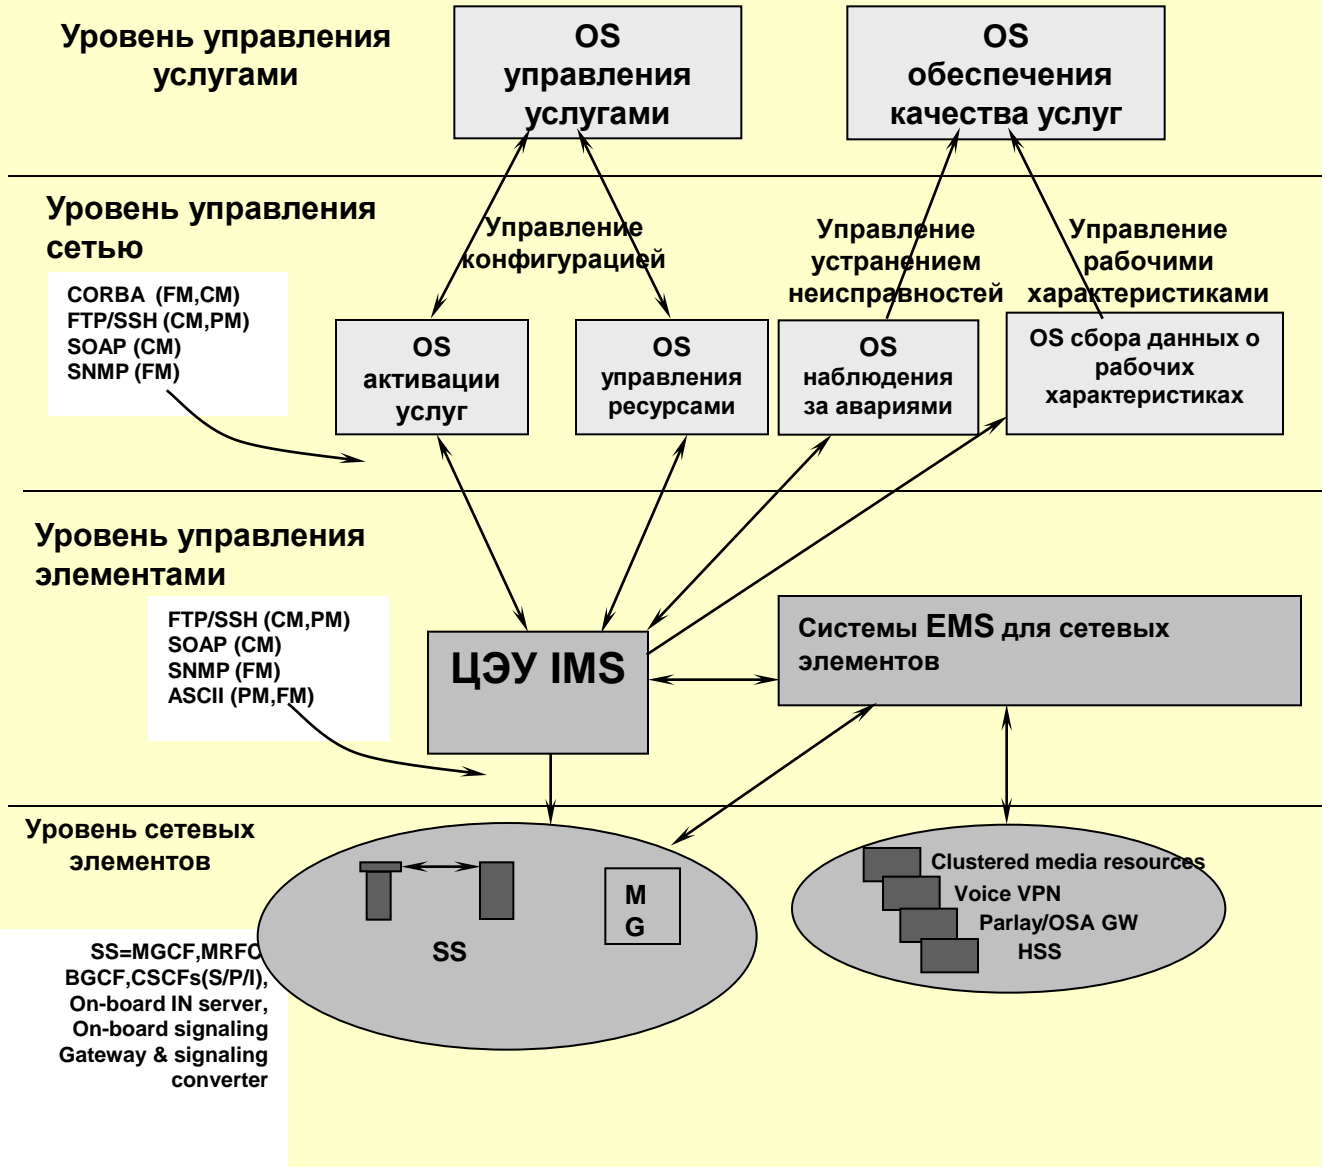 Уровень управления
услугами
OS
управления
услугами
OS
обеспечения
качества услуг
Уровень управления
сетью
Управление
конфигурацией
Управление
устранением
неисправностей
Управление
рабочими
характеристиками
CORBA (FM,CM)
FTP/SSH (CM,PM)
SOAP (CM)
SNMP (FM)
OS
активации
услуг
OS
управления
ресурсами
OS
наблюдения
за авариями
OS сбора данных о
рабочих
характеристиках
Уровень управления
элементами
FTP/SSH (CM,PM)
SOAP (CM)
SNMP (FM)
ASCII (PM,FM)
ЦЭУ IMS
Системы EMS для сетевых
элементов
Уровень сетевых
элементов
SS
M
G
Clustered media resources
Voice VPN
Parlay/OSA GW
HSS
SS=MGCF,MRFC
BGCF,CSCFs(S/P/I),
On-board IN server,
On-board signaling
Gateway & signaling
converter